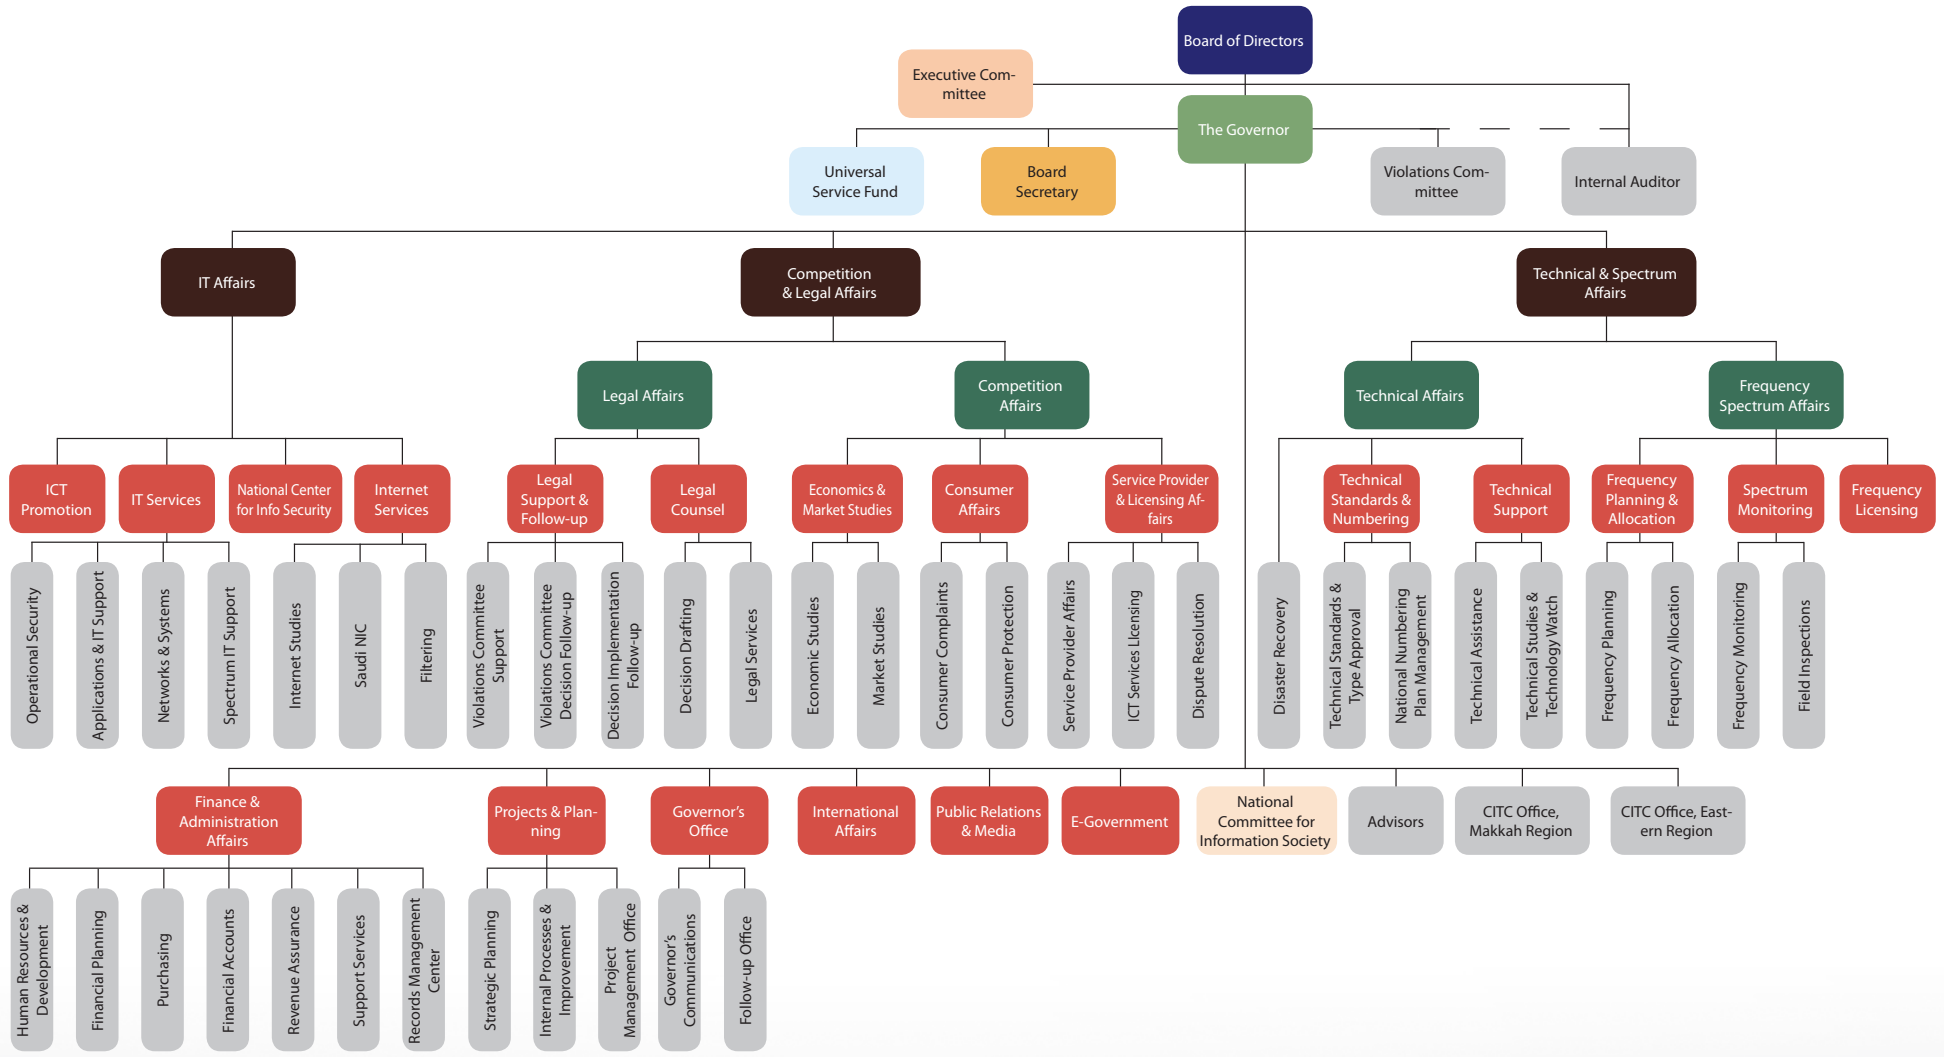 Board of Directors
Executive Com-
mittee
The Governor
Universal
Service Fund
Board
Secretary
Violations Com-
mittee
Internal Auditor
IT Affairs
Competition
& Legal Affairs
Technical & Spectrum
Affairs
Legal Affairs
Competition
Affairs
Technical Affairs
Frequency
Spectrum Affairs
ICT
Promotion
IT Services
National Center
for Info Security
Internet
Services
Legal
Support &
Follow-up
Legal
Counsel
Economics &
Market Studies
Consumer
Affairs
Service Provider
& Licensing Af-
fairs
Technical
Standards &
Numbering
Technical
Support
Frequency
Planning &
Allocation
Spectrum
Monitoring
Frequency
Licensing
Operational Security
Applications & IT Support
Networks & Systems
Spectrum IT Support
Internet Studies
Saudi NIC
Filtering
Violations Committee
Support
Violations Committee
Decision Follow-up
Decision Implementation
Follow-up
Decision Drafting
Legal Services
Economic Studies
Market Studies
Consumer Complaints
Consumer Protection
Service Provider Affairs
ICT Services Licensing
Dispute Resolution
Disaster Recovery
Technical Standards &
Type Approval
National Numbering
Plan Management
Technical Assistance
Technical Studies &
Technology Watch
Frequency Planning
Frequency Allocation
Frequency Monitoring
Field Inspections
Finance &
Administration
Affairs
Projects & Plan-
ning
Governor's
Office
International
Affairs
Public Relations
& Media
E-Government
National
Committee for
Information Society
Advisors
CITC Office,
Makkah Region
CITC Office, East-
ern Region
Human Resources &
Development
Financial Planning
Purchasing
Financial Accounts
Revenue Assurance
Support Services
Records Management
Center
Strategic Planning
Internal Processes &
Improvement
Project
Management Office
Governor's
Communications
Follow-up Office